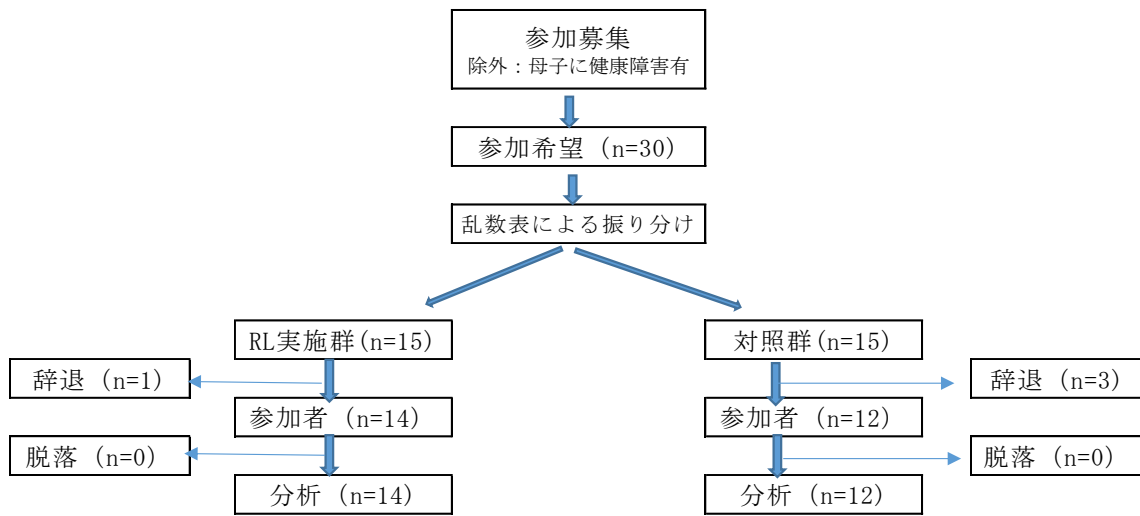 参加募集
除外：母子に健康障害有
参加希望 (n=30)
乱数表による振り分け
RL実施群(n=15)
対照群(n=15)
辞退 (n=1)
辞退 (n=3)
参加者 (n=14)
参加者 (n=12)
脱落 (n=0)
脱落 (n=0)
分析 (n=14)
分析 (n=12)